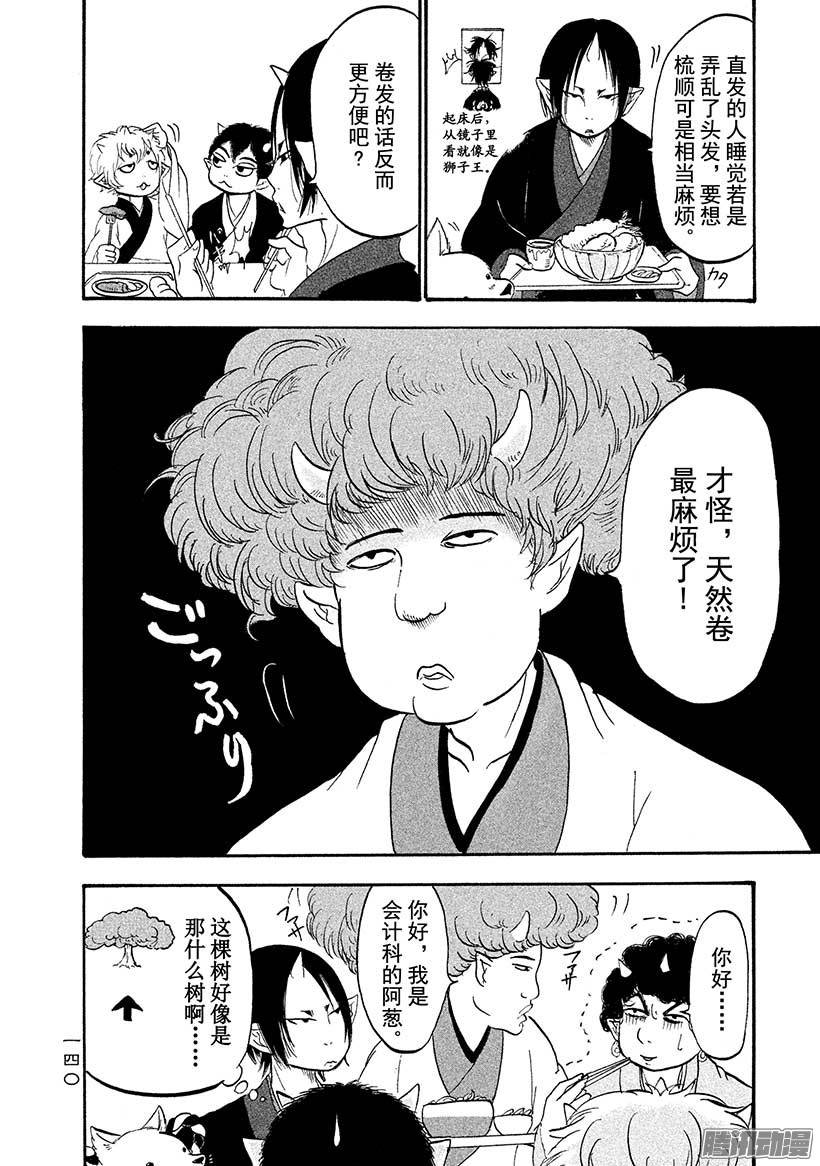 直发的人睡觉若是
弄乱了头发，要想
梳顺可是相当麻烦。
起床后，
从镜子里
看就像是
狮子王。
カタ
卷发的话反而
更方便吧？
才怪，天然卷
最麻烦了！
ごっふり
你好……
你好，我是
会计科的阿葱。
这棵树好像是
那什么树啊……
一四〇
腾讯动漫